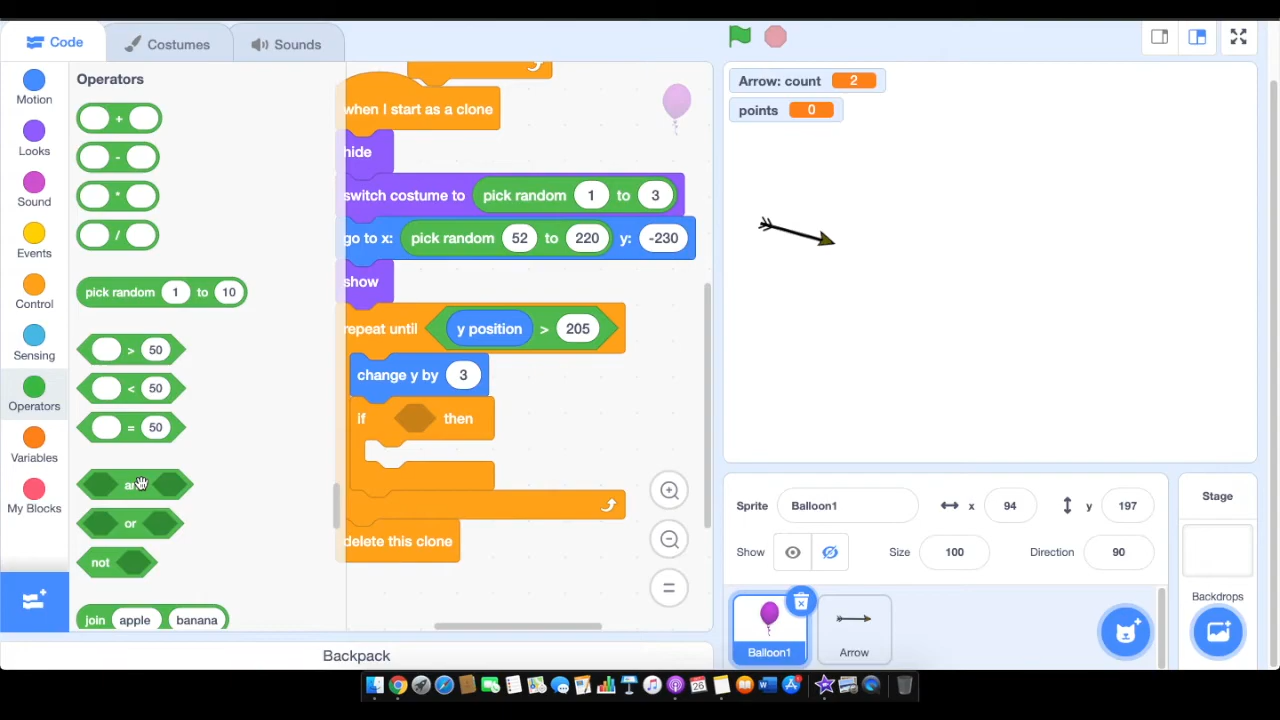 Code
Costumes
Sounds
Motion
Looks
Sound
Events
Control
Sensing
Operators
Variables
My Blocks
Operators
+
-
*
/
pick random 1 to 10
> 50
< 50
= 50
or
not
join apple banana
when I start as a clone
hide
switch costume to pick random 1 to 3
go to x: pick random 52 to 220 y: -230
show
repeat until y position > 205
change y by 3
if then
delete this clone
Backpack
Arrow: count 2
points 0
Sprite Balloon1 x 94 y 197
Show Size 100 Direction 90
Balloon1
Arrow
Stage
Backdrops
26